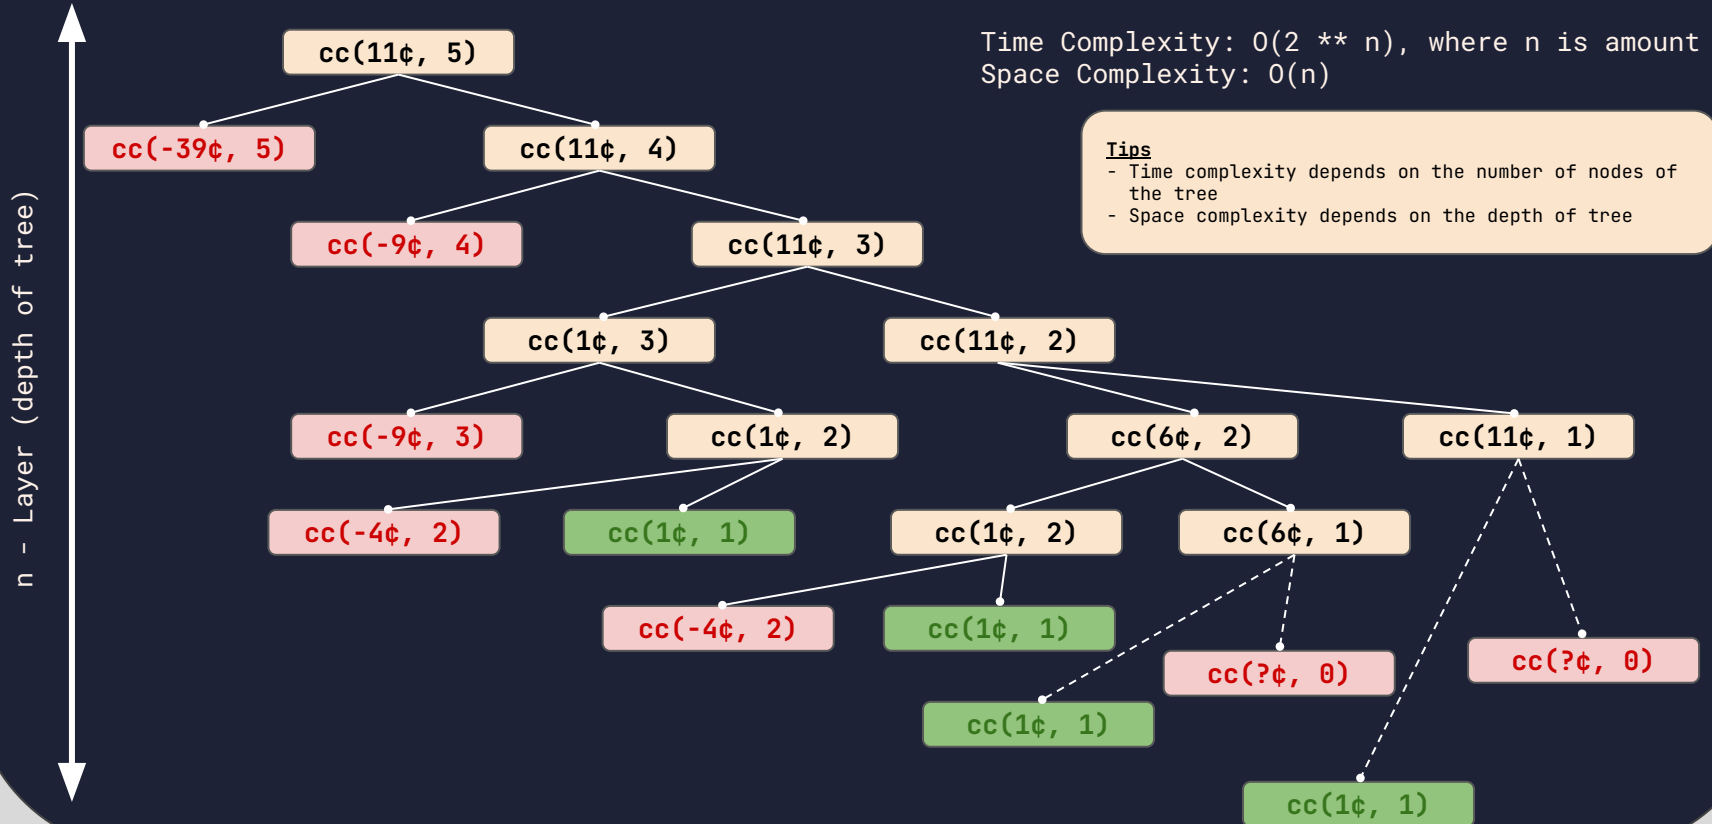 cc(11¢, 5)
Time Complexity: O(2 ** n), where n is amount
Space Complexity: O(n)
cc(-39¢, 5)
cc(11¢, 4)
Tips
- Time complexity depends on the number of nodes of
the tree
- Space complexity depends on the depth of tree
cc(-9¢, 4)
cc(11¢, 3)
n - Layer (depth of tree)
cc(1¢, 3)
cc(11¢, 2)
cc(-9¢, 3)
cc(1¢, 2)
cc(6¢, 2)
cc(11¢, 1)
cc(-4¢, 2)
cc(1¢, 1)
cc(1¢, 2)
cc(6¢, 1)
cc(-4¢, 2)
cc(1¢, 1)
cc(?¢, 0)
cc(?¢, 0)
cc(1¢, 1)
cc(1¢, 1)